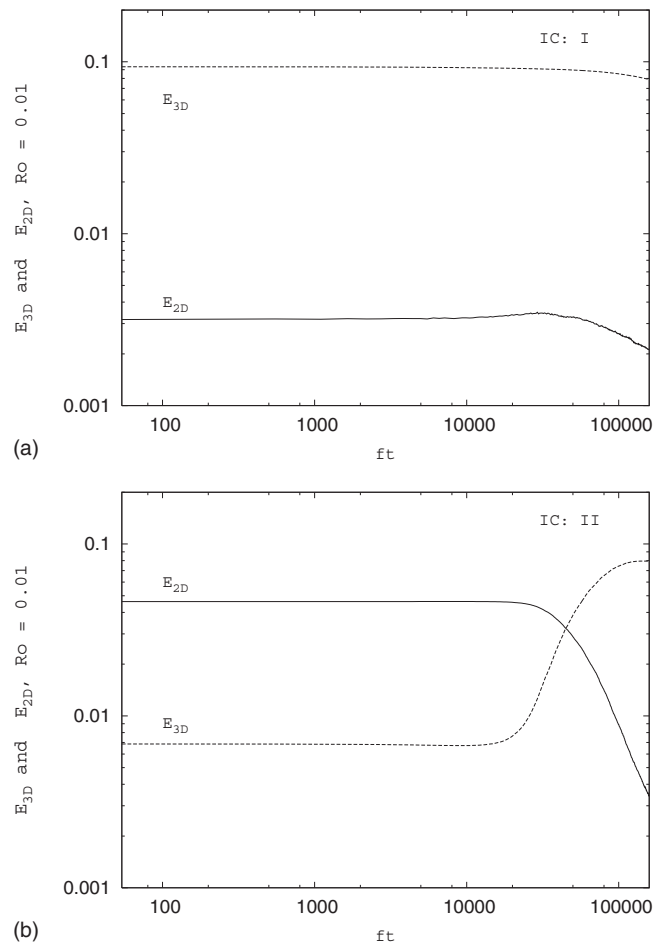 IC: I
0.1
E3D
E3D and E2D, Ro = 0.01
0.01
E2D
0.001
100 1000 10000 100000
(a)
ft
IC: II
0.1
E2D
E3D and E2D, Ro = 0.01
0.01
E3D
0.001
100 1000 10000 100000
(b)
ft